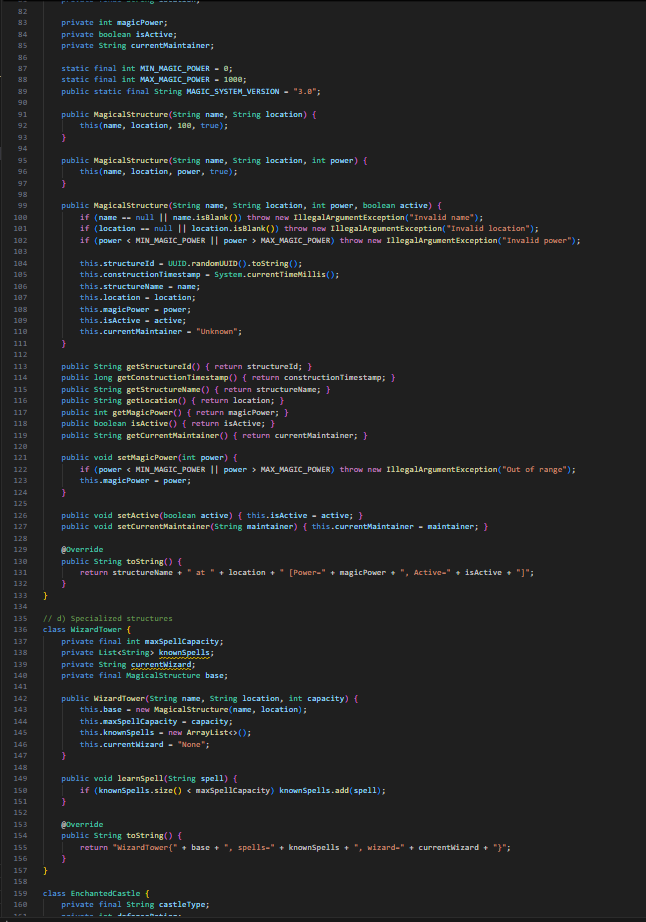 82
83 private int magicPower;
84 private boolean isActive;
85 private String currentMaintainer;
86
87 static final int MIN_MAGIC_POWER = 0;
88 static final int MAX_MAGIC_POWER = 1000;
89 public static final String MAGIC_SYSTEM_VERSION = "3.0";
90
91 public MagicalStructure(String name, String location) {
92 this(name, location, 100, true);
93 }
94
95 public MagicalStructure(String name, String location, int power) {
96 this(name, location, power, true);
97 }
98
99 public MagicalStructure(String name, String location, int power, boolean active) {
100 if (name == null || name.isBlank()) throw new IllegalArgumentException("Invalid name");
101 if (location == null || location.isBlank()) throw new IllegalArgumentException("Invalid location");
102 if (power < MIN_MAGIC_POWER || power > MAX_MAGIC_POWER) throw new IllegalArgumentException("Invalid power");
103
104 this.structureId = UUID.randomUUID().toString();
105 this.constructionTimestamp = System.currentTimeMillis();
106 this.structureName = name;
107 this.location = location;
108 this.magicPower = power;
109 this.isActive = active;
110 this.currentMaintainer = "Unknown";
111 }
112
113 public String getStructureId() { return structureId; }
114 public long getConstructionTimestamp() { return constructionTimestamp; }
115 public String getStructureName() { return structureName; }
116 public String getLocation() { return location; }
117 public int getMagicPower() { return magicPower; }
118 public boolean isActive() { return isActive; }
119 public String getCurrentMaintainer() { return currentMaintainer; }
120
121 public void setMagicPower(int power) {
122 if (power < MIN_MAGIC_POWER || power > MAX_MAGIC_POWER) throw new IllegalArgumentException("Out of range");
123 this.magicPower = power;
124 }
125
126 public void setActive(boolean active) { this.isActive = active; }
127 public void setCurrentMaintainer(String maintainer) { this.currentMaintainer = maintainer; }
128
129 @Override
130 public String toString() {
131 return structureName + " at " + location + " [Power=" + magicPower + ", Active=" + isActive + "]";
132 }
133 }
134
135 // d) Specialized structures
136 class WizardTower {
137 private final int maxSpellCapacity;
138 private List<String> knownSpells;
139 private String currentWizard;
140 private final MagicalStructure base;
141
142 public WizardTower(String name, String location, int capacity) {
143 this.base = new MagicalStructure(name, location);
144 this.maxSpellCapacity = capacity;
145 this.knownSpells = new ArrayList<>();
146 this.currentWizard = "None";
147 }
148
149 public void learnSpell(String spell) {
150 if (knownSpells.size() < maxSpellCapacity) knownSpells.add(spell);
151 }
152
153 @Override
154 public String toString() {
155 return "WizardTower{" + base + ", spells=" + knownSpells + ", wizard=" + currentWizard + "}";
156 }
157 }
158
159 class EnchantedCastle {
160 private final String castleType;